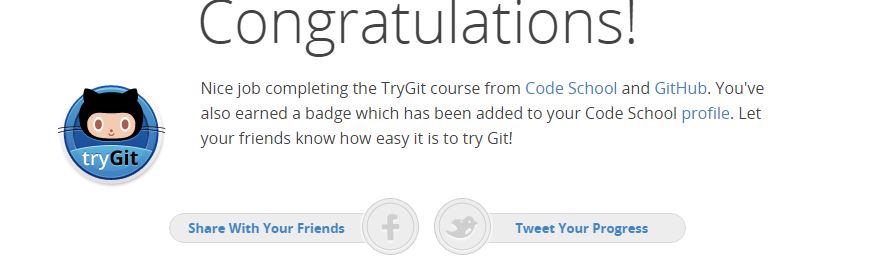 Congratulations!
Nice job completing the TryGit course from Code School and GitHub. You've
also earned a badge which has been added to your Code School profile. Let
your friends know how easy it is to try Git!
tryGit
Share With Your Friends
Tweet Your Progress